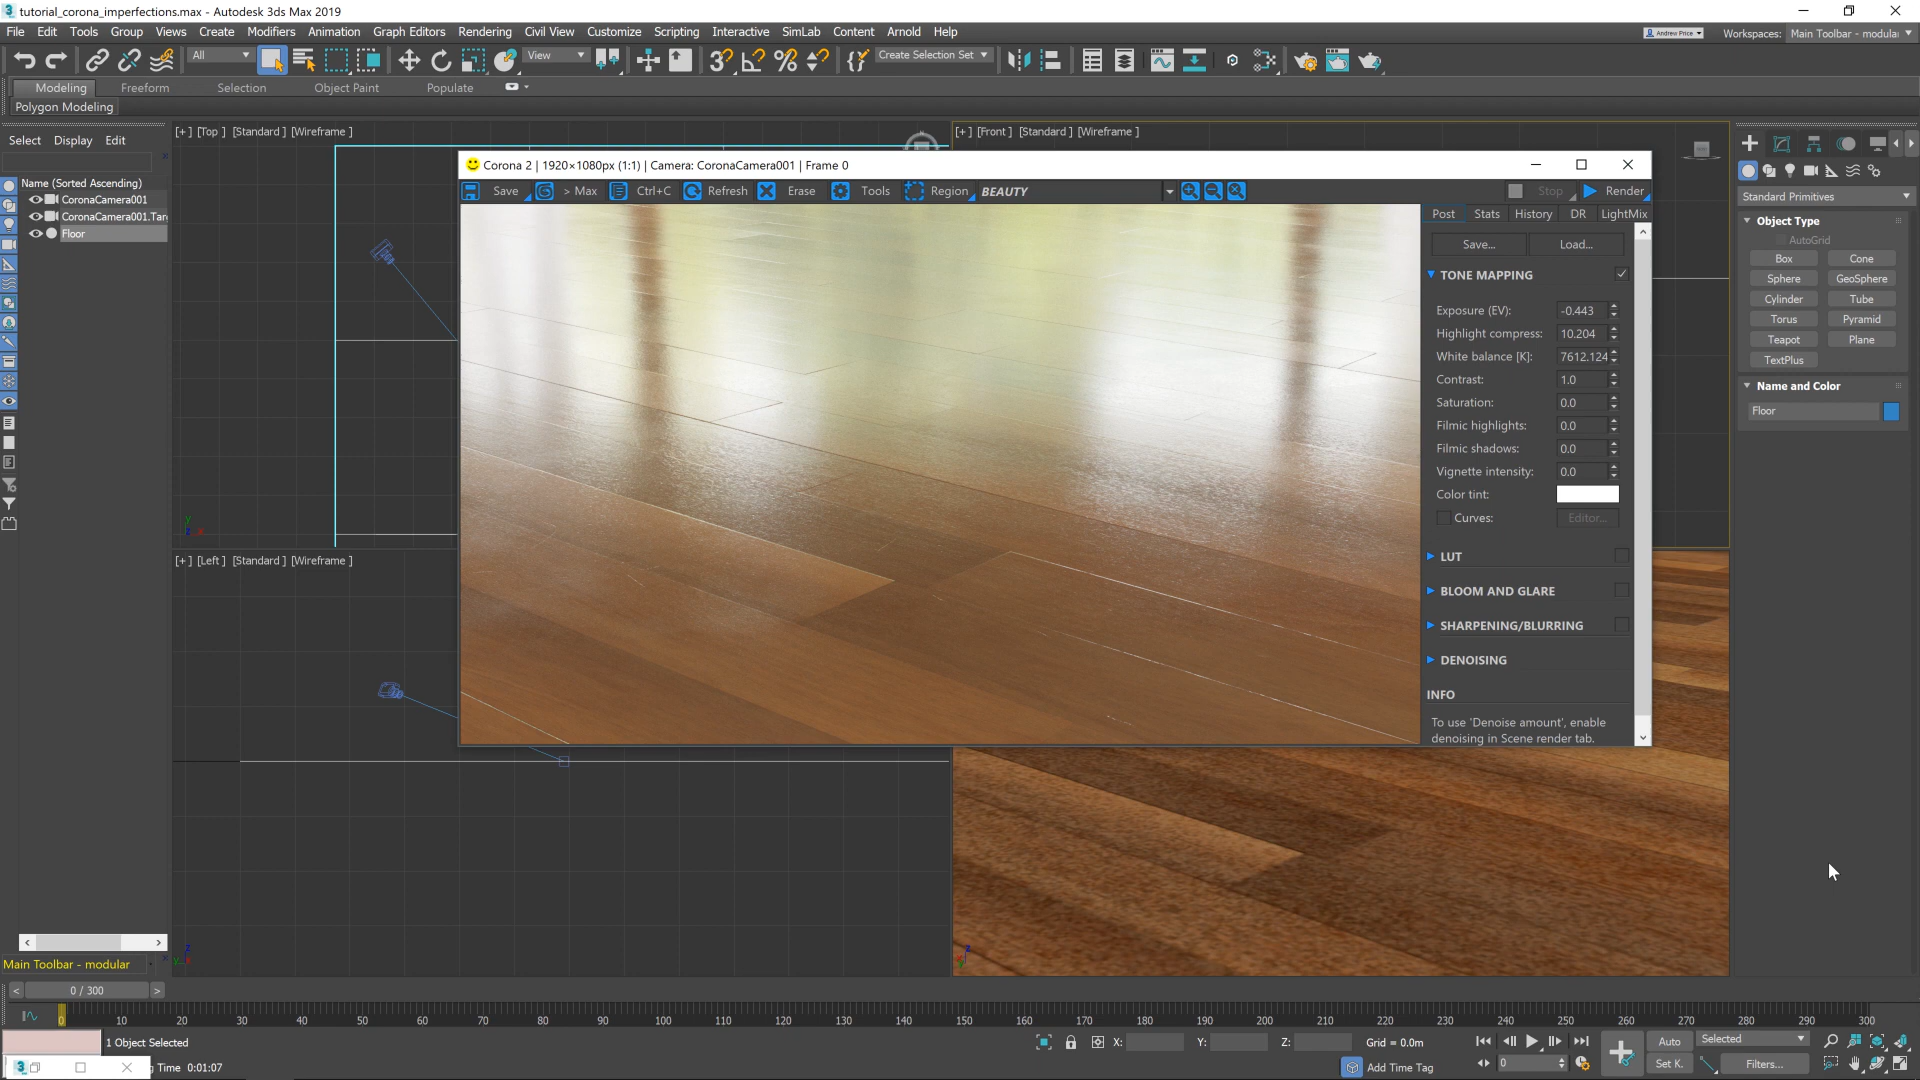 tutorial_corona_imperfections.max - Autodesk 3ds Max 2019
File Edit Tools Group Views Create Modifiers Animation Graph Editors Rendering Civil View Customize Scripting Interactive SimLab Content Arnold Help
Andrew Price
Workspaces: Main Toolbar - modular
All
View
Create Selection Set
Modeling Freeform Selection Object Paint Populate
Polygon Modeling
Select Display Edit
Name (Sorted Ascending)
CoronaCamera001
CoronaCamera001.Tar
Floor
[+] [Top] [Standard] [Wireframe]
[+] [Front] [Standard] [Wireframe]
[+] [Left] [Standard] [Wireframe]
Corona 2 | 1920×1080px (1:1) | Camera: CoronaCamera001 | Frame 0
Save > Max Ctrl+C Refresh Erase Tools Region BEAUTY Stop Render
Post Stats History DR LightMix
Save... Load...
TONE MAPPING
Exposure (EV): -0.443
Highlight compress: 10.204
White balance [K]: 7612.124
Contrast: 1.0
Saturation: 0.0
Filmic highlights: 0.0
Filmic shadows: 0.0
Vignette intensity: 0.0
Color tint:
Curves: Editor...
LUT
BLOOM AND GLARE
SHARPENING/BLURRING
DENOISING
INFO
To use 'Denoise amount', enable
denoising in Scene render tab.
Standard Primitives
Object Type
AutoGrid
Box Cone
Sphere GeoSphere
Cylinder Tube
Torus Pyramid
Teapot Plane
TextPlus
Name and Color
Floor
Main Toolbar - modular
< 0 / 300 >
0 10 20 30 40 50 60 70 80 90 100 110 120 130 140 150 160 170 180 190 200 210 220 230 240 250 260 270 280 290 300
1 Object Selected
X: Y: Z: Grid = 0.0m
Auto Selected
Time 0:01:07
Add Time Tag
0
Set K. Filters...